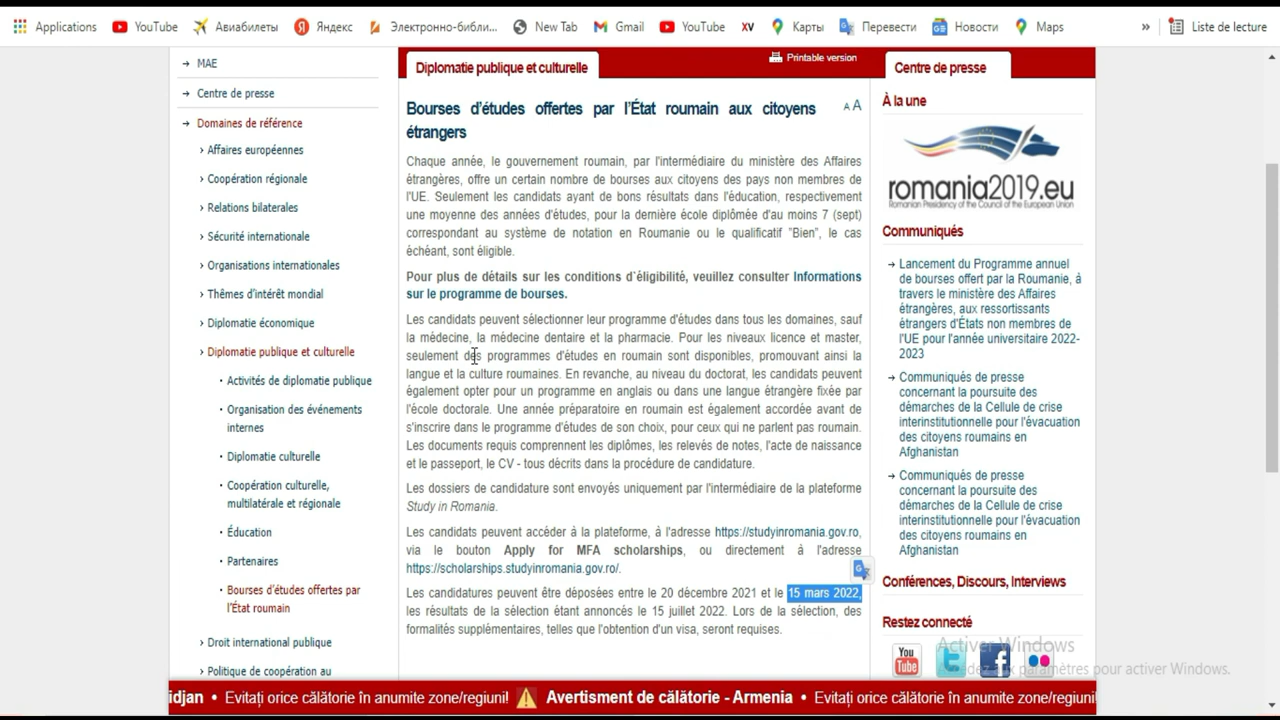 Applications YouTube Авиабилеты Яндекс Электронно-библи... New Tab Gmail YouTube XV Карты Перевести Новости Maps » Liste de lecture
MAE
Centre de presse
Domaines de référence
Affaires européennes
Coopération régionale
Relations bilaterales
Sécurité internationale
Organisations internationales
Thêmes d'intérêt mondial
Diplomatie économique
Diplomatie publique et culturelle
Activités de diplomatie publique
Organisation des événements
internes
Diplomatie culturelle
Coopération culturelle,
multilatérale et régionale
Éducation
Partenaires
Bourses d'études offertes par
l'État roumain
Droit international publique
Politique de coopération au
Diplomatie publique et culturelle
Printable version
Bourses d'études offertes par l'État roumain aux citoyens
étrangers
A A
Chaque année, le gouvernement roumain, par l'intermédiaire du ministère des Affaires
étrangères, offre un certain nombre de bourses aux citoyens des pays non membres de
l'UE. Seulement les candidats ayant de bons résultats dans l'éducation, respectivement
une moyenne des années d'études, pour la dernière école diplômée d'au moins 7 (sept)
correspondant au système de notation en Roumanie ou le qualificatif "Bien", le cas
échéant, sont éligible.
Pour plus de détails sur les conditions d`éligibilité, veuillez consulter Informations
sur le programme de bourses.
Les candidats peuvent sélectionner leur programme d'études dans tous les domaines, sauf
la médecine, la médecine dentaire et la pharmacie. Pour les niveaux licence et master,
seulement des programmes d'études en roumain sont disponibles, promouvant ainsi la
langue et la culture roumaines. En revanche, au niveau du doctorat, les candidats peuvent
également opter pour un programme en anglais ou dans une langue étrangère fixée par
l'école doctorale. Une année préparatoire en roumain est également accordée avant de
s'inscrire dans le programme d'études de son choix, pour ceux qui ne parlent pas roumain.
Les documents requis comprennent les diplômes, les relevés de notes, l'acte de naissance
et le passeport, le CV - tous décrits dans la procédure de candidature.
Les dossiers de candidature sont envoyés uniquement par l'intermédiaire de la plateforme
Study in Romania.
Les candidats peuvent accéder à la plateforme, à l'adresse https://studyinromania.gov.ro,
via le bouton Apply for MFA scholarships, ou directement à l'adresse
https://scholarships.studyinromania.gov.ro/.
Les candidatures peuvent être déposées entre le 20 décembre 2021 et le 15 mars 2022,
les résultats de la sélection étant annoncés le 15 juillet 2022. Lors de la sélection, des
formalités supplémentaires, telles que l'obtention d'un visa, seront requises.
Centre de presse
À la une
romania2019.eu
Romanian Presidency of the Council of the European Union
Communiqués
Lancement du Programme annuel
de bourses offert par la Roumanie, à
travers le ministère des Affaires
étrangères, aux ressortissants
étrangers d'États non membres de
l'UE pour l'année universitaire 2022-
2023
Communiqués de presse
concernant la poursuite des
démarches de la Cellule de crise
interinstitutionnelle pour l'évacuation
des citoyens roumains en
Afghanistan
Communiqués de presse
concernant la poursuite des
démarches de la Cellule de crise
interinstitutionnelle pour l'évacuation
des citoyens roumains en
Afghanistan
Conférences, Discours, Interviews
Restez connecté
You
Tube
Activer Windows
aux paramètres pour activer Windows.
idjan • Evitați orice călătorie în anumite zone/regiuni! Avertisment de călătorie - Armenia • Evitați orice călătorie în anumite zone/regiuni